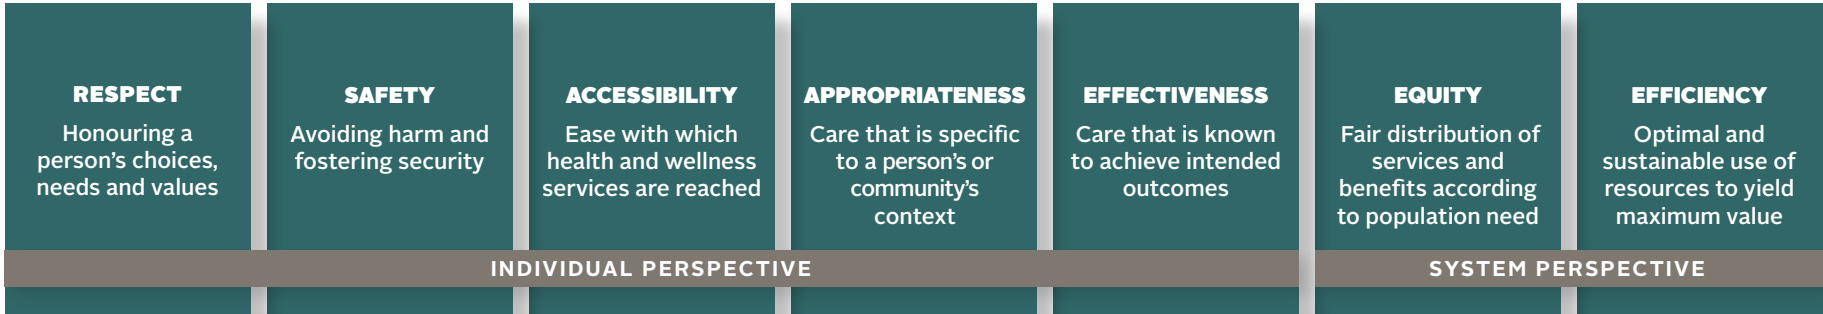 RESPECT
Honouring a
person's choices,
needs and values
SAFETY
Avoiding harm and
fostering security
ACCESSIBILITY
Ease with which
health and wellness
services are reached
APPROPRIATENESS
Care that is specific
to a person's or
community's
context
EFFECTIVENESS
Care that is known
to achieve intended
outcomes
EQUITY
Fair distribution of
services and
benefits according
to population need
EFFICIENCY
Optimal and
sustainable use of
resources to yield
maximum value
INDIVIDUAL PERSPECTIVE
SYSTEM PERSPECTIVE